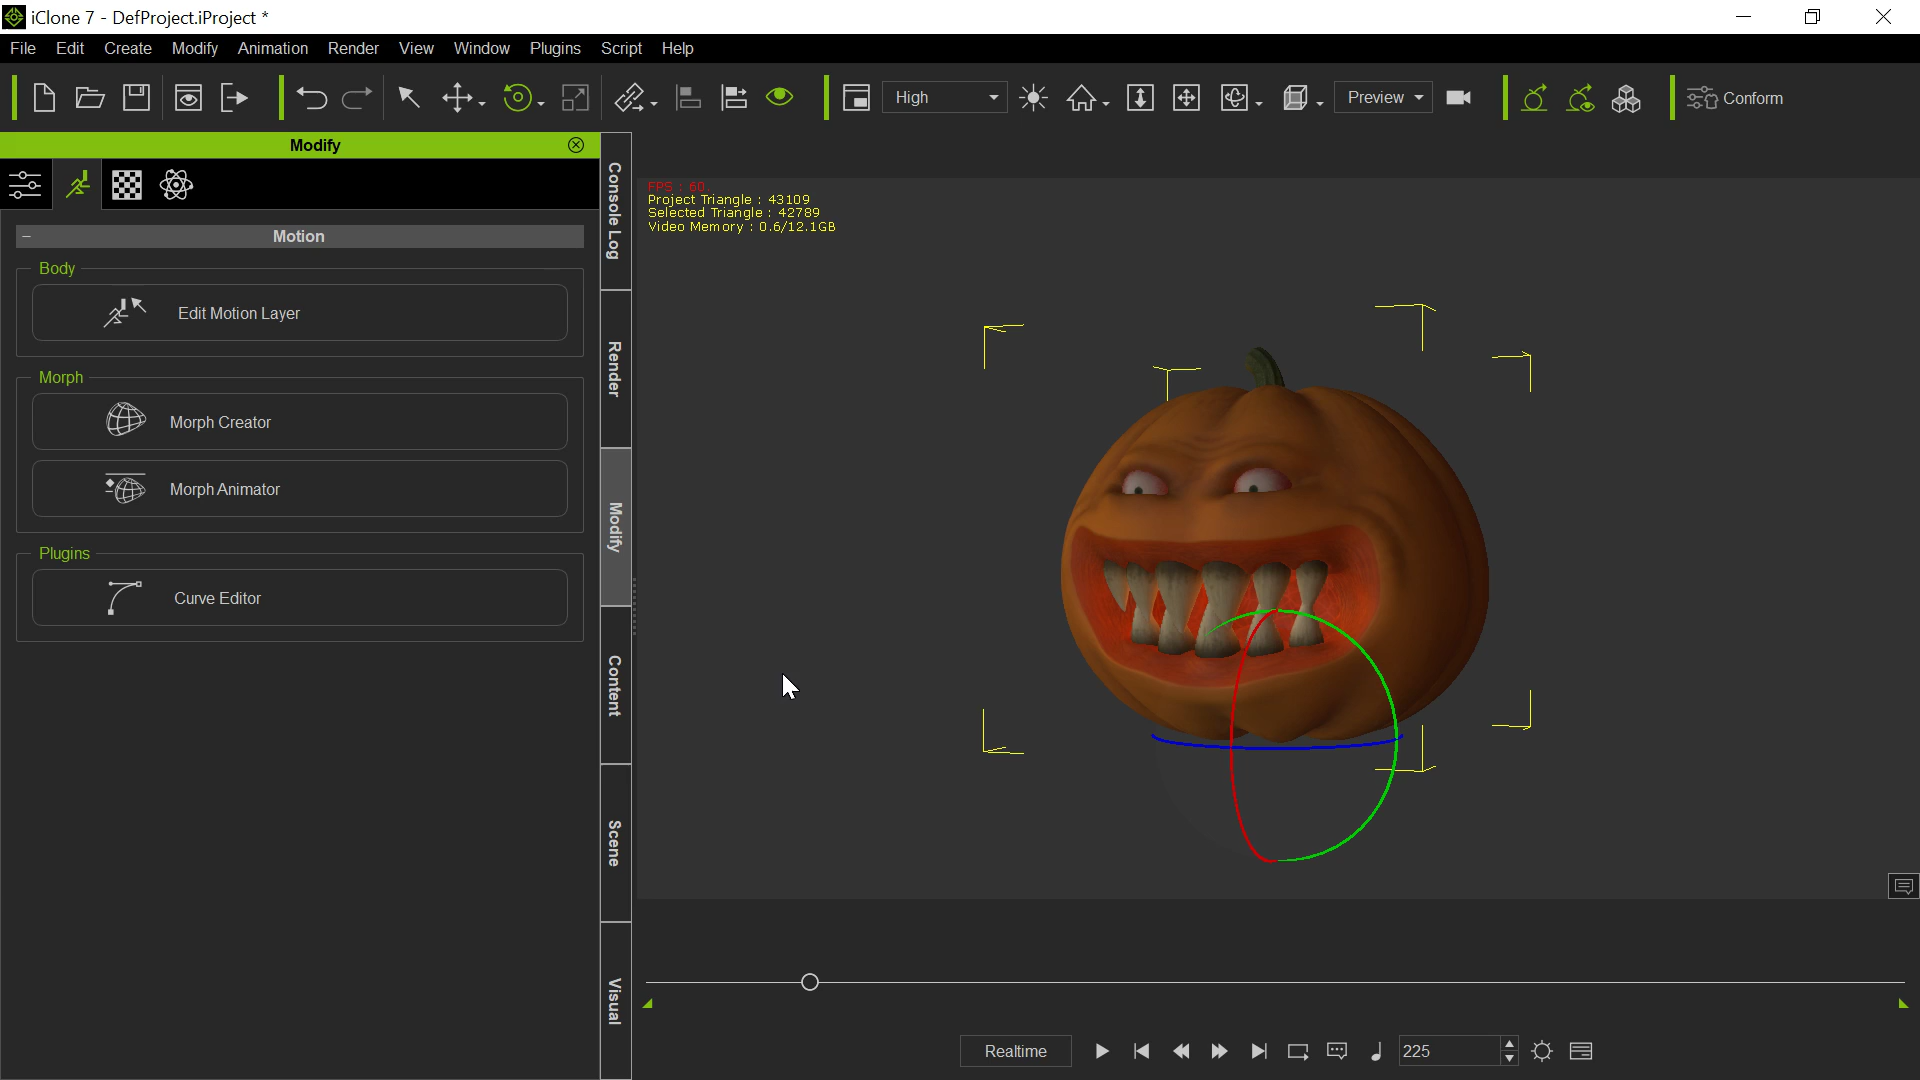 iClone 7 - DefProject.iProject *
File Edit Create Modify Animation Render View Window Plugins Script Help
High Preview Conform
Modify
Motion
Body
Edit Motion Layer
Morph
Morph Creator
Morph Animator
Plugins
Curve Editor
Console Log
Render
Modify
Content
Scene
Visual
FPS : 60.
Project Triangle : 43109
Selected Triangle : 42789
Video Memory : 0.6/12.1GB
Realtime 225